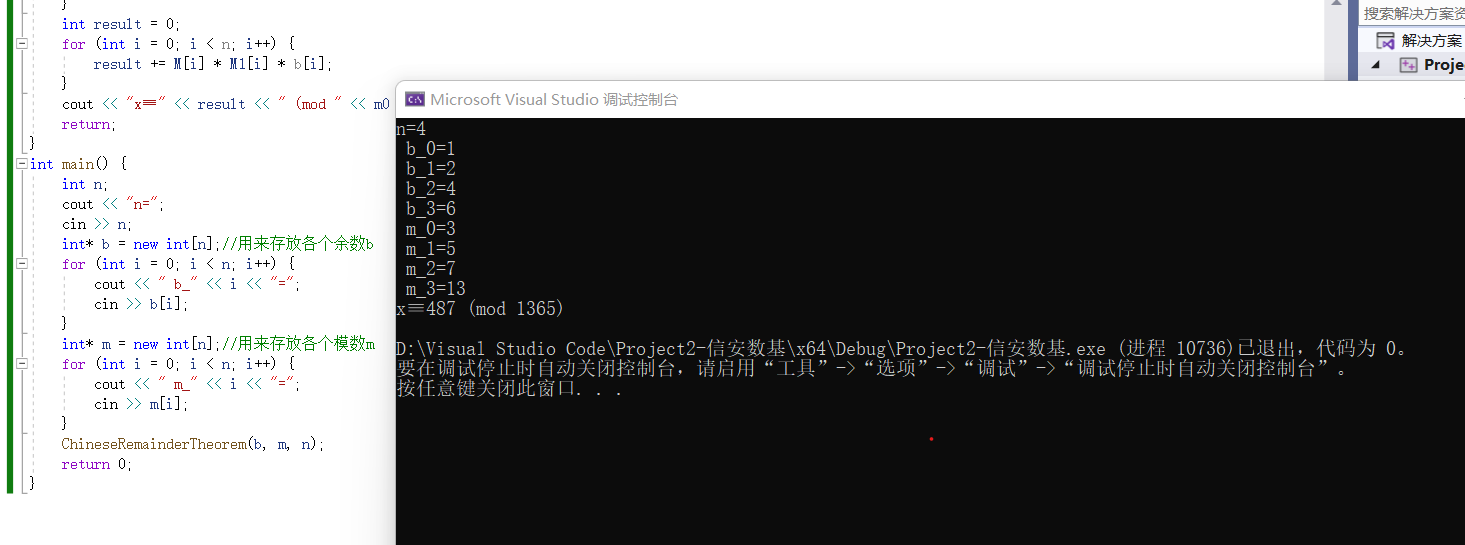 }
int result = 0;
for (int i = 0; i < n; i++) {
result += M[i] * M1[i] * b[i];
}
cout << "x≡" << result << " (mod " << m0
return;
}
int main() {
int n;
cout << "n=";
cin >> n;
int* b = new int[n];//用来存放各个余数b
for (int i = 0; i < n; i++) {
cout << " b_" << i << "=";
cin >> b[i];
}
int* m = new int[n];//用来存放各个模数m
for (int i = 0; i < n; i++) {
cout << " m_" << i << "=";
cin >> m[i];
}
ChineseRemainderTheorem(b, m, n);
return 0;
}
Microsoft Visual Studio 调试控制台
n=4
b_0=1
b_1=2
b_2=4
b_3=6
m_0=3
m_1=5
m_2=7
m_3=13
x≡487 (mod 1365)
D:\Visual Studio Code\Project2-信安数基\x64\Debug\Project2-信安数基.exe (进程 10736)已退出，代码为 0。
要在调试停止时自动关闭控制台，请启用“工具”->“选项”->“调试”->“调试停止时自动关闭控制台”。
按任意键关闭此窗口. . .
搜索解决方案资
解决方案
Proje